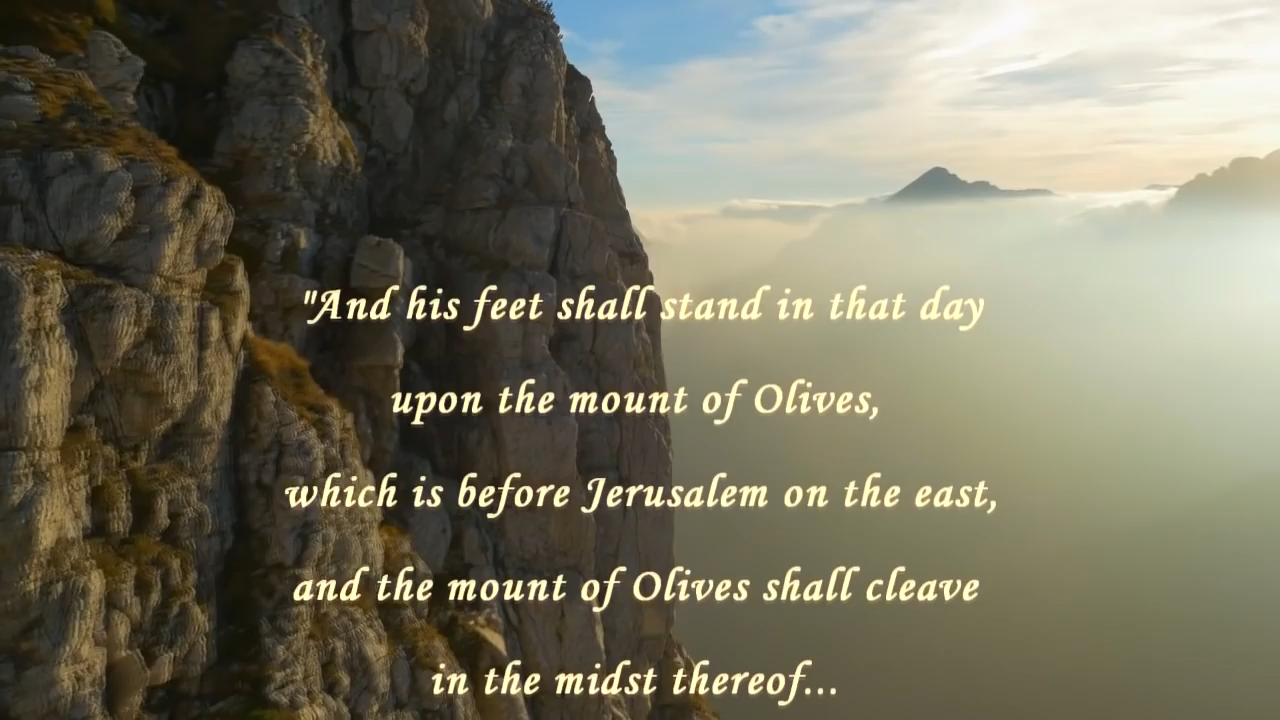 "And his feet shall stand in that day
upon the mount of Olives,
which is before Jerusalem on the east,
and the mount of Olives shall cleave
in the midst thereof...